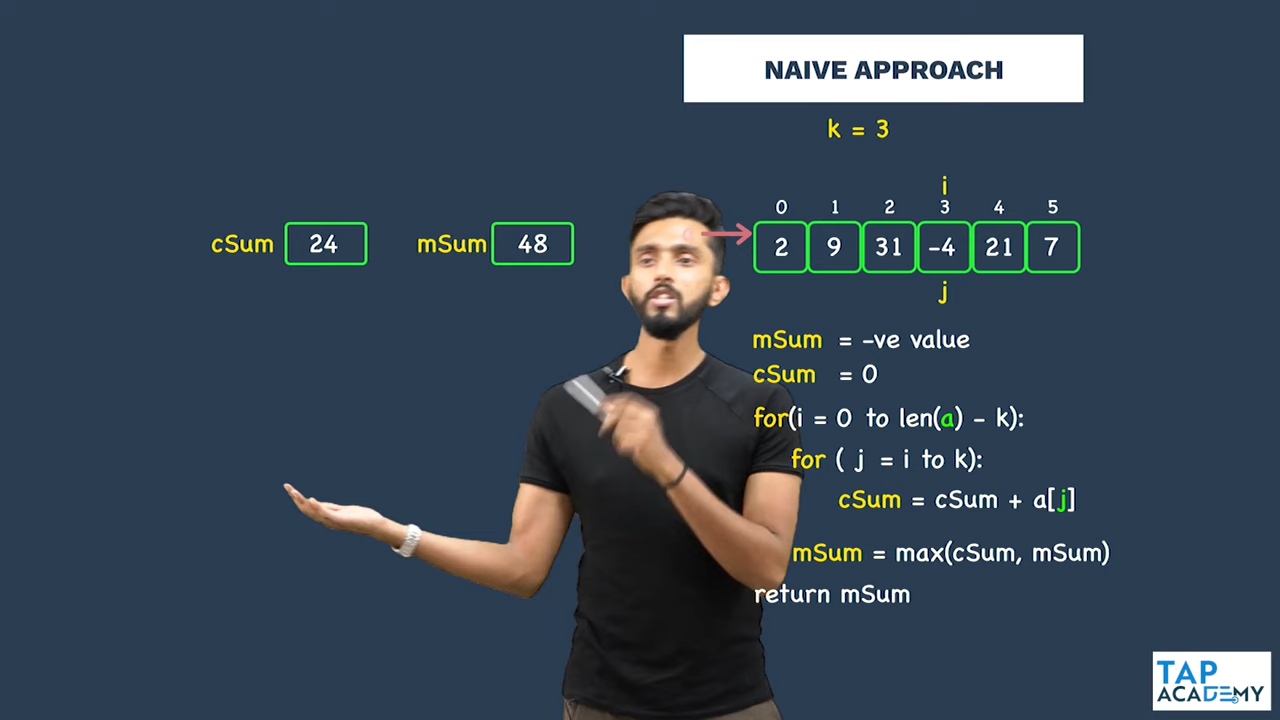 NAIVE APPROACH
k = 3
i
0 1 2 3 4 5
cSum 24 mSum 48
2 9 31 -4 21 7
j
mSum = -ve value
cSum = 0
for(i = 0 to len(a) - k):
for ( j = i to k):
cSum = cSum + a[j]
mSum = max(cSum, mSum)
return mSum
TAP
ACADEMY